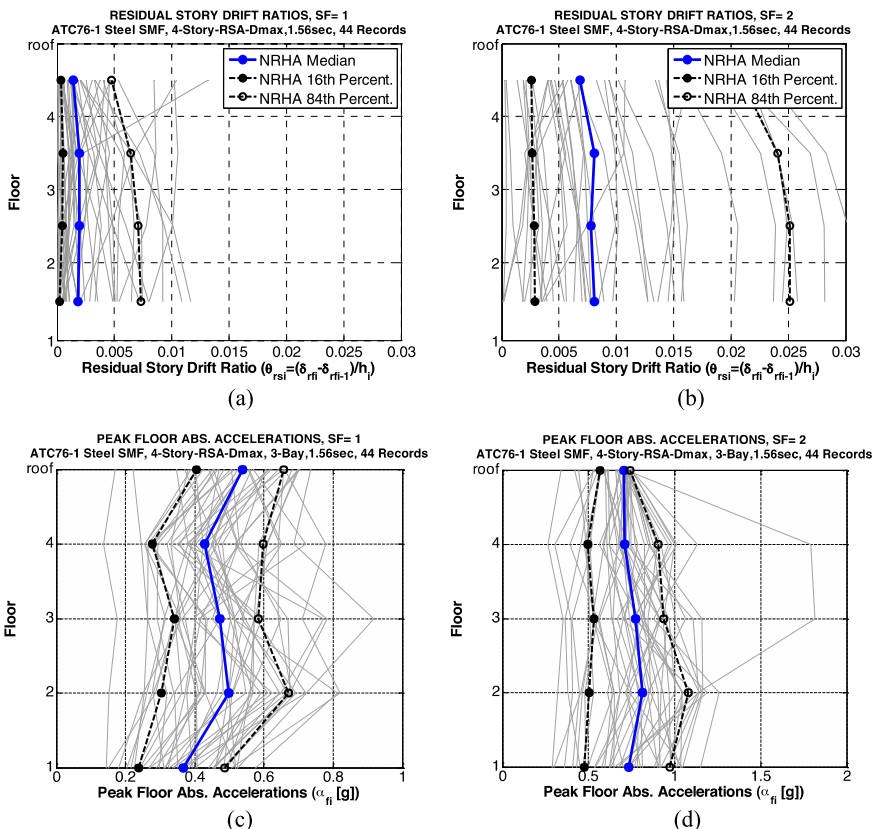 RESIDUAL STORY DRIFT RATIOS, SF= 1
ATC76-1 Steel SMF, 4-Story-RSA-Dmax,1.56sec, 44 Records
roof
4
3
2
1
Floor
NRHA Median
NRHA 16th Percent.
NRHA 84th Percent.
0 0.005 0.01 0.015 0.02 0.025 0.03
Residual Story Drift Ratio (θrsi=(δrfi-δrfi-1)/hi)
(a)
RESIDUAL STORY DRIFT RATIOS, SF= 2
ATC76-1 Steel SMF, 4-Story-RSA-Dmax,1.56sec, 44 Records
roof
4
3
2
1
Floor
NRHA Median
NRHA 16th Percent.
NRHA 84th Percent.
0 0.005 0.01 0.015 0.02 0.025 0.03
Residual Story Drift Ratio (θrsi=(δrfi-δrfi-1)/hi)
(b)
PEAK FLOOR ABS. ACCELERATIONS, SF= 1
ATC76-1 Steel SMF, 4-Story-RSA-Dmax, 3-Bay,1.56sec, 44 Records
roof
4
3
2
1
Floor
0 0.2 0.4 0.6 0.8 1
Peak Floor Abs. Accelerations (αfi [g])
(c)
PEAK FLOOR ABS. ACCELERATIONS, SF= 2
ATC76-1 Steel SMF, 4-Story-RSA-Dmax, 3-Bay,1.56sec, 44 Records
roof
4
3
2
1
Floor
0 0.5 1 1.5 2
Peak Floor Abs. Accelerations (αfi [g])
(d)